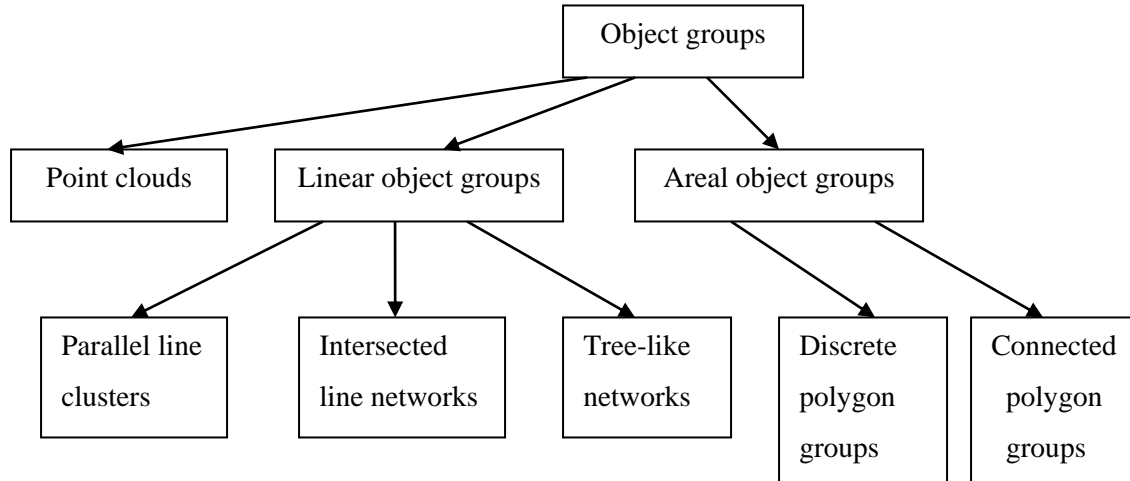 Object groups
Point clouds
Linear object groups
Areal object groups
Parallel line
clusters
Intersected
line networks
Tree-like
networks
Discrete
polygon
groups
Connected
polygon
groups